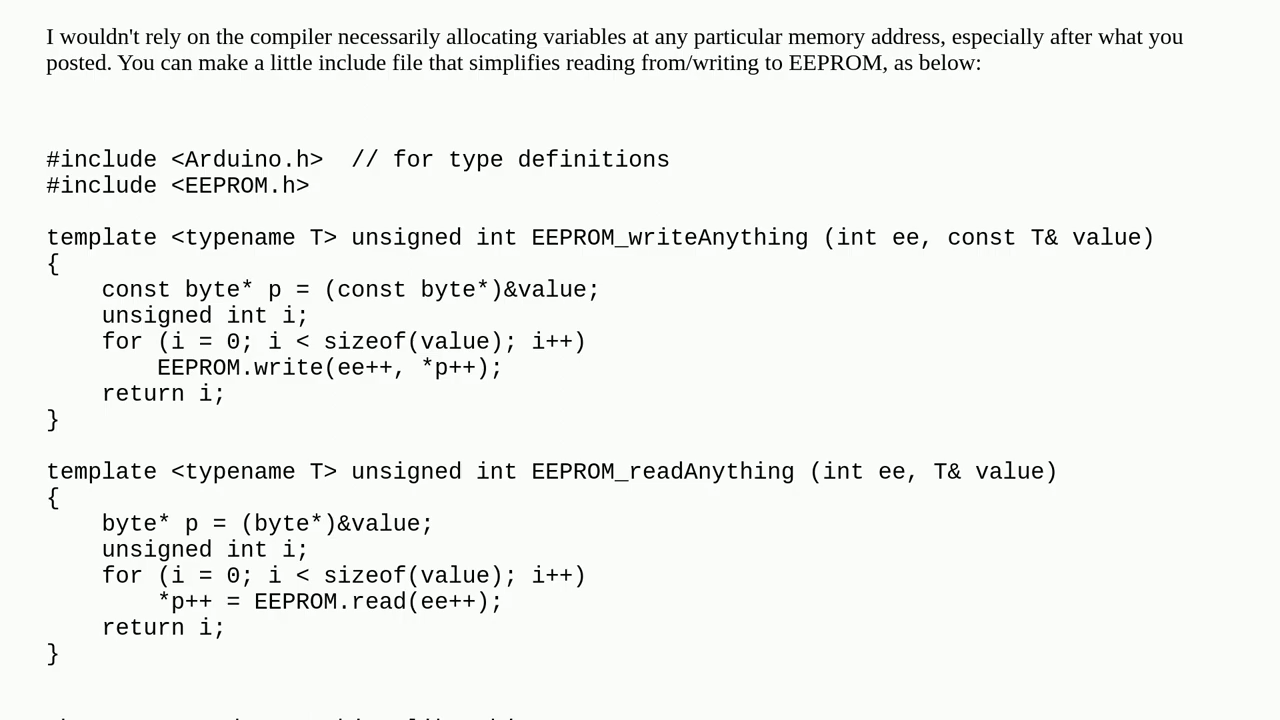 I wouldn't rely on the compiler necessarily allocating variables at any particular memory address, especially after what you
posted. You can make a little include file that simplifies reading from/writing to EEPROM, as below:
#include <Arduino.h>  // for type definitions
#include <EEPROM.h>
template <typename T> unsigned int EEPROM_writeAnything (int ee, const T& value)
{
    const byte* p = (const byte*)&value;
    unsigned int i;
    for (i = 0; i < sizeof(value); i++)
        EEPROM.write(ee++, *p++);
    return i;
}
template <typename T> unsigned int EEPROM_readAnything (int ee, T& value)
{
    byte* p = (byte*)&value;
    unsigned int i;
    for (i = 0; i < sizeof(value); i++)
        *p++ = EEPROM.read(ee++);
    return i;
}